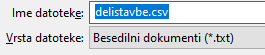 Ime datoteke: delistavbe.csv
Vrsta datoteke: Besedilni dokumenti (*.txt)